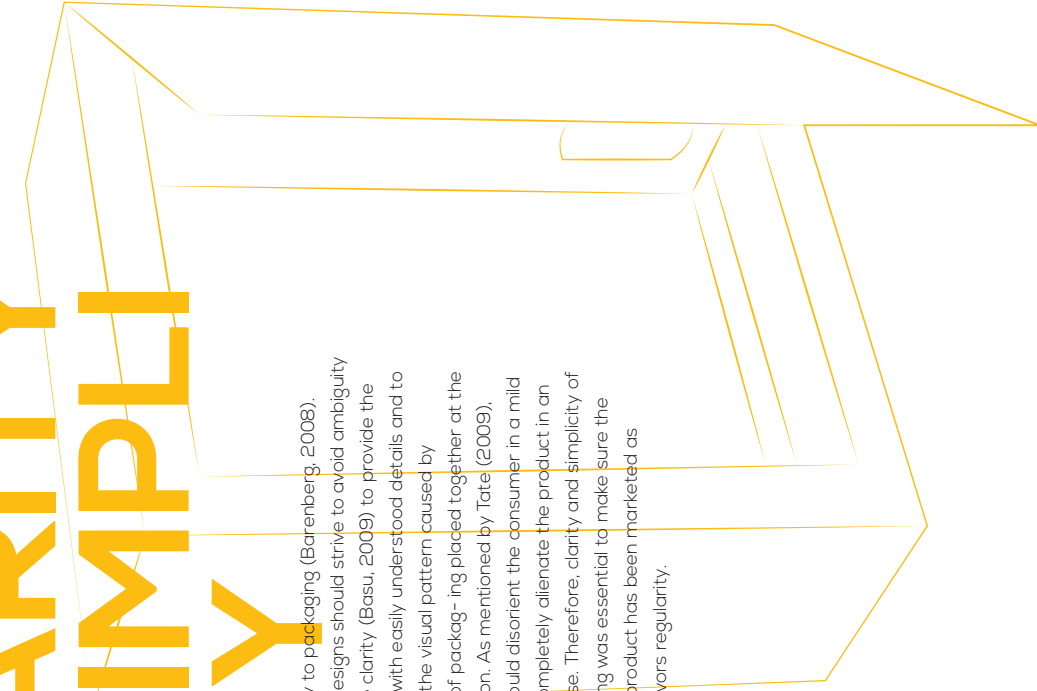 ARITY
IMPLI
Y
y to packaging (Barenberg, 2008).
esigns should strive to avoid ambiguity
clarity (Basu, 2009) to provide the
with easily understood details and to
the visual pattern caused by
of packag- ing placed together at the
on. As mentioned by Tate (2009),
ould disorient the consumer in a mild
ompletely alienate the product in an
se. Therefore, clarity and simplicity of
ng was essential to make sure the
product has been marketed as
vors regularity.